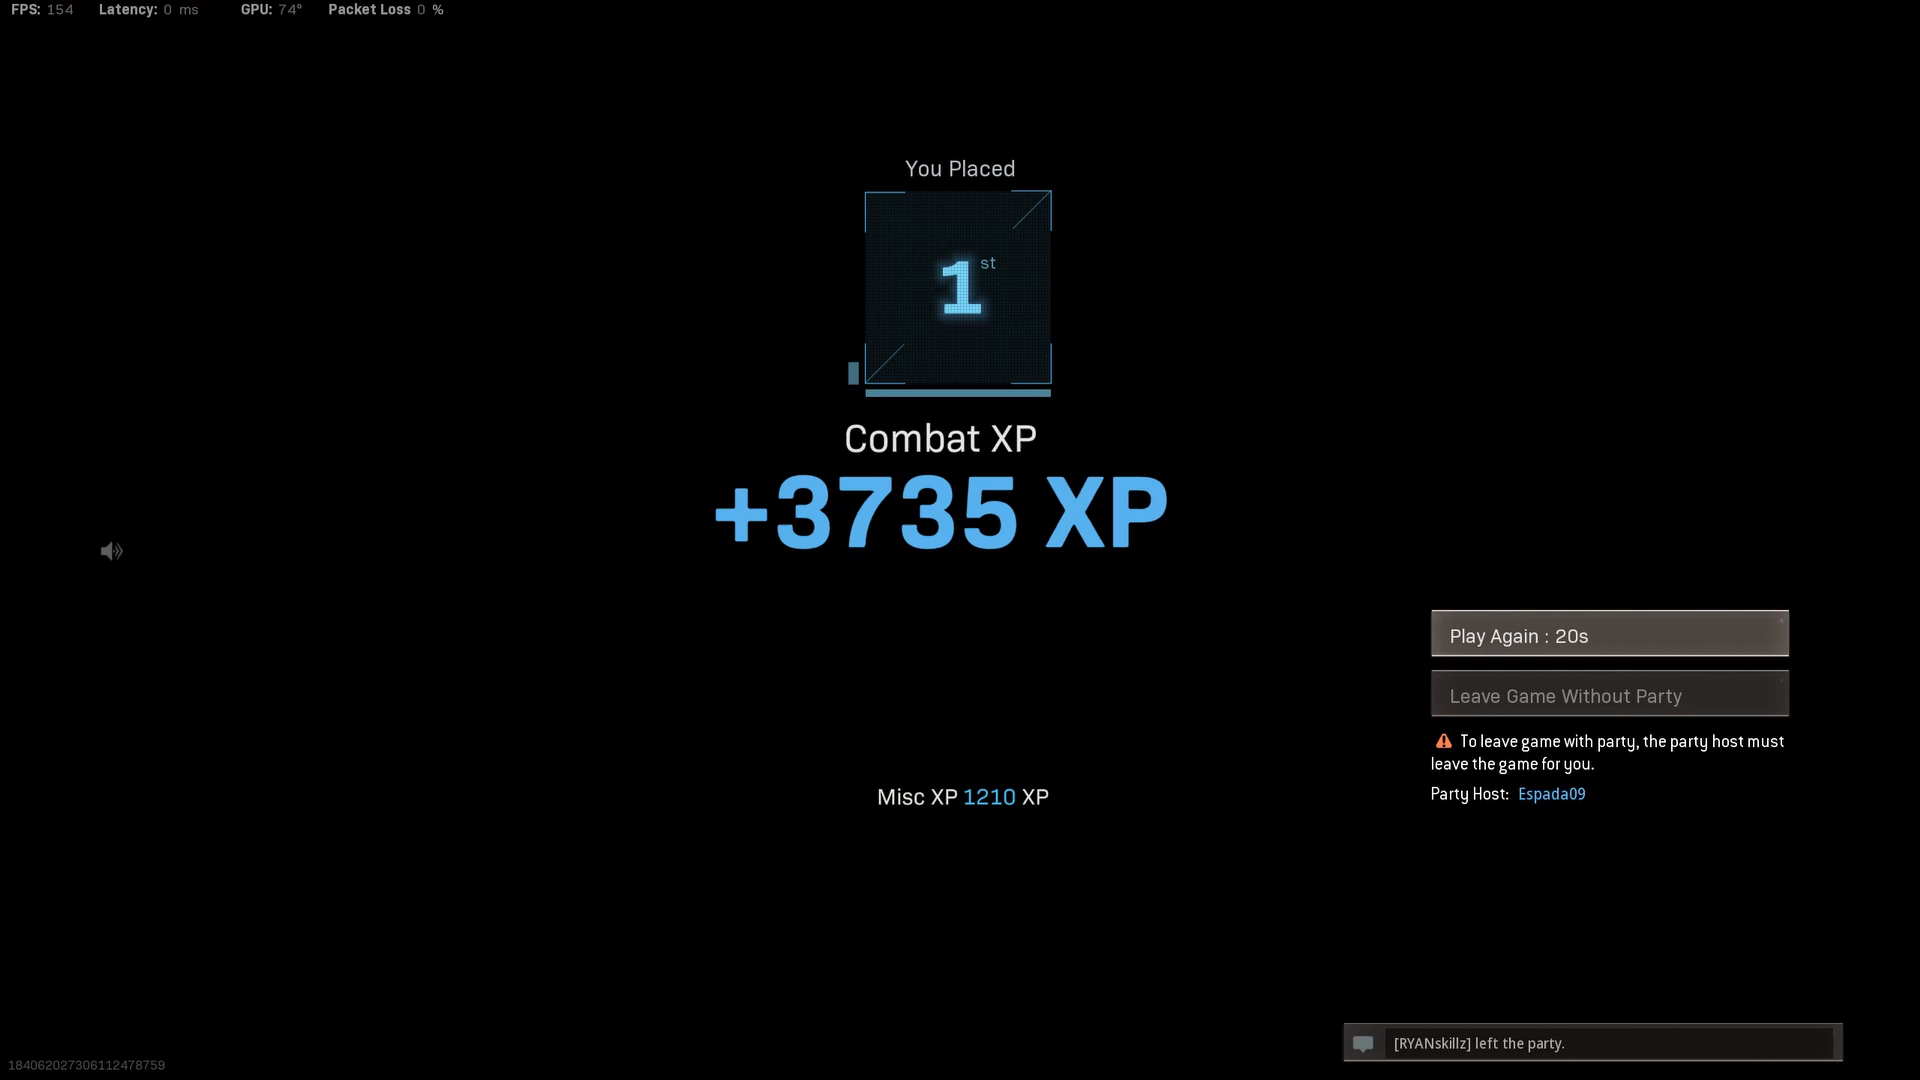 FPS: 154 Latency: 0 ms GPU: 74° Packet Loss 0 %
You Placed
1st
Combat XP
+3735 XP
Play Again : 20s
Leave Game Without Party
To leave game with party, the party host must
leave the game for you.
Party Host: Espada09
Misc XP 1210 XP
[RYANskillz] left the party.
184062027306112478759